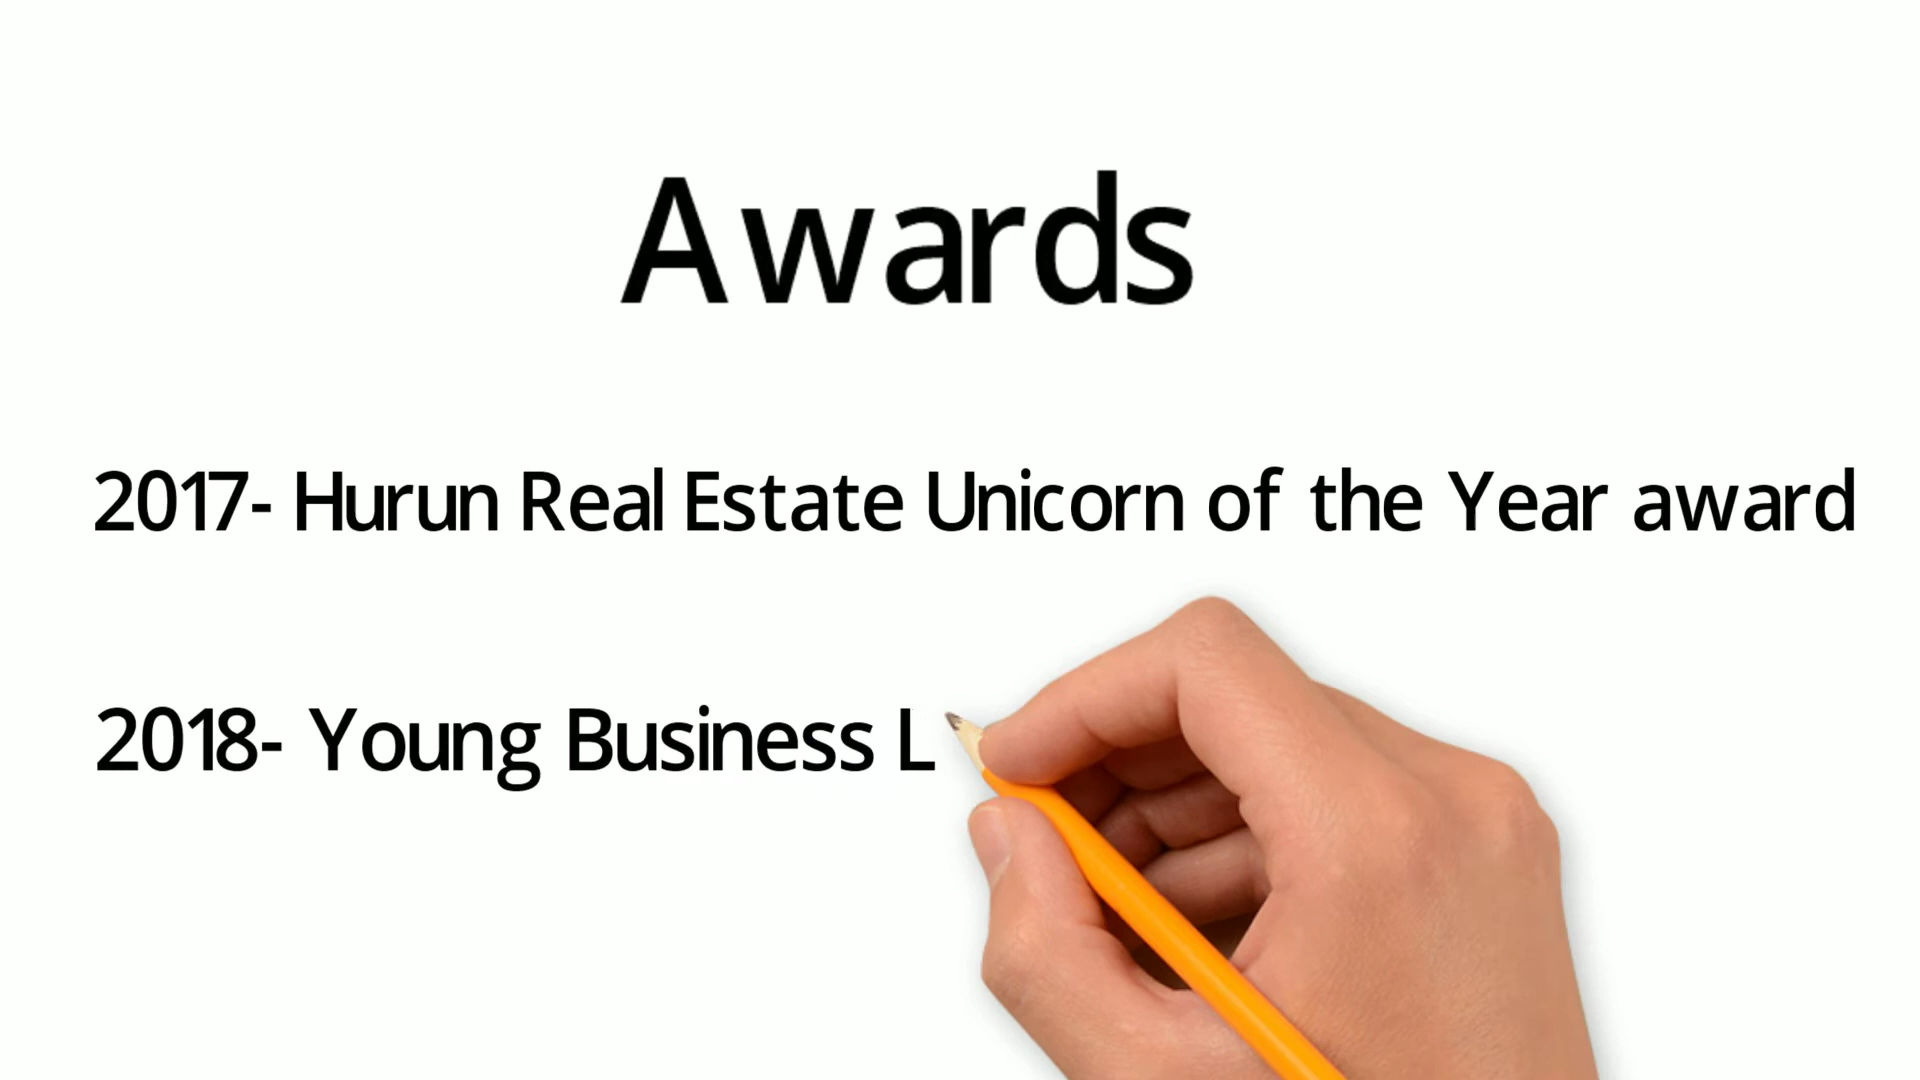 Awards
2017- Hurun Real Estate Unicorn of the Year award
2018- Young Business L